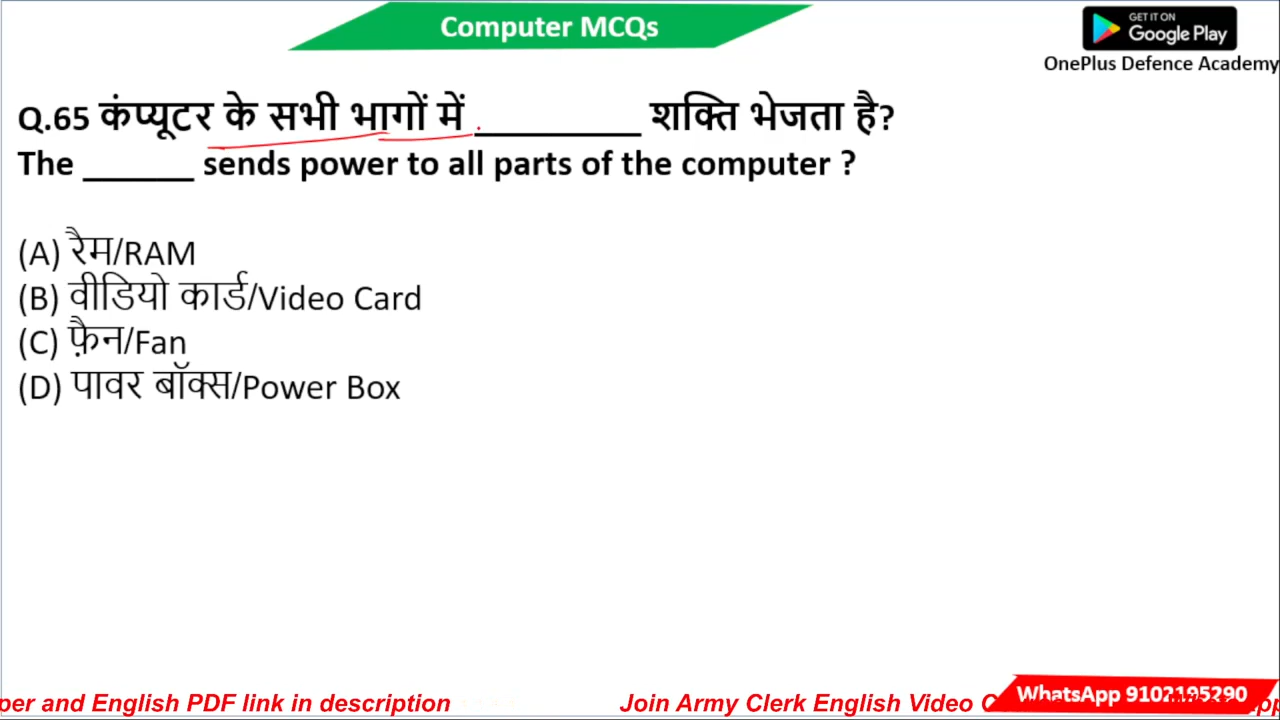 Computer MCQs
GET IT ON
Google Play
OnePlus Defence Academy
Q.65 कंप्यूटर के सभी भागों में _________ शक्ति भेजता है?
The ______ sends power to all parts of the computer ?
(A) रैम/RAM
(B) वीडियो कार्ड/Video Card
(C) फ़ैन/Fan
(D) पावर बॉक्स/Power Box
WhatsApp 9102195290
per and English PDF link in description
Join Army Clerk English Video